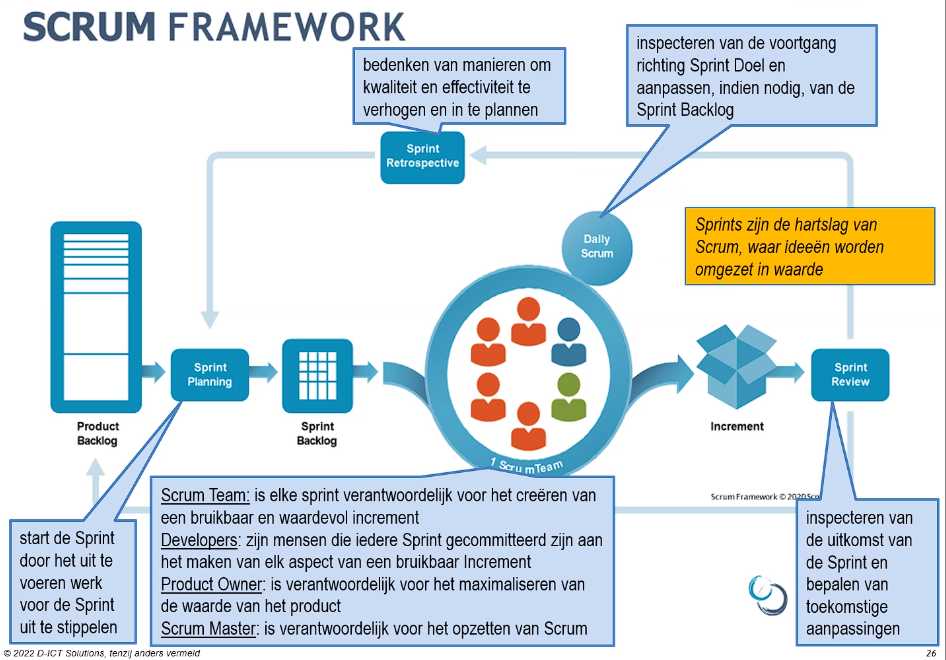 SCRUM FRAMEWORK
bedenken van manieren om
kwaliteit en effectiviteit te
verhogen en in te plannen
inspecteren van de voortgang
richting Sprint Doel en
aanpassen, indien nodig, van de
Sprint Backlog
Sprint
Retrospective
Daily
Scrum
Sprints zijn de hartslag van
Scrum, waar ideeën worden
omgezet in waarde
Sprint
Planning
Sprint
Review
Product
Backlog
Sprint
Backlog
Increment
1 Scrum Team
Scrum Framework © 2020 Scru
start de Sprint
door het uit te
voeren werk
voor de Sprint
uit te stippelen
Scrum Team: is elke sprint verantwoordelijk voor het creëren van
een bruikbaar en waardevol increment
Developers: zijn mensen die iedere Sprint gecommitteerd zijn aan
het maken van elk aspect van een bruikbaar Increment
Product Owner: is verantwoordelijk voor het maximaliseren van
de waarde van het product
Scrum Master: is verantwoordelijk voor het opzetten van Scrum
inspecteren van
de uitkomst van
de Sprint en
bepalen van
toekomstige
aanpassingen
© 2022 D-ICT Solutions, tenzij anders vermeld
26